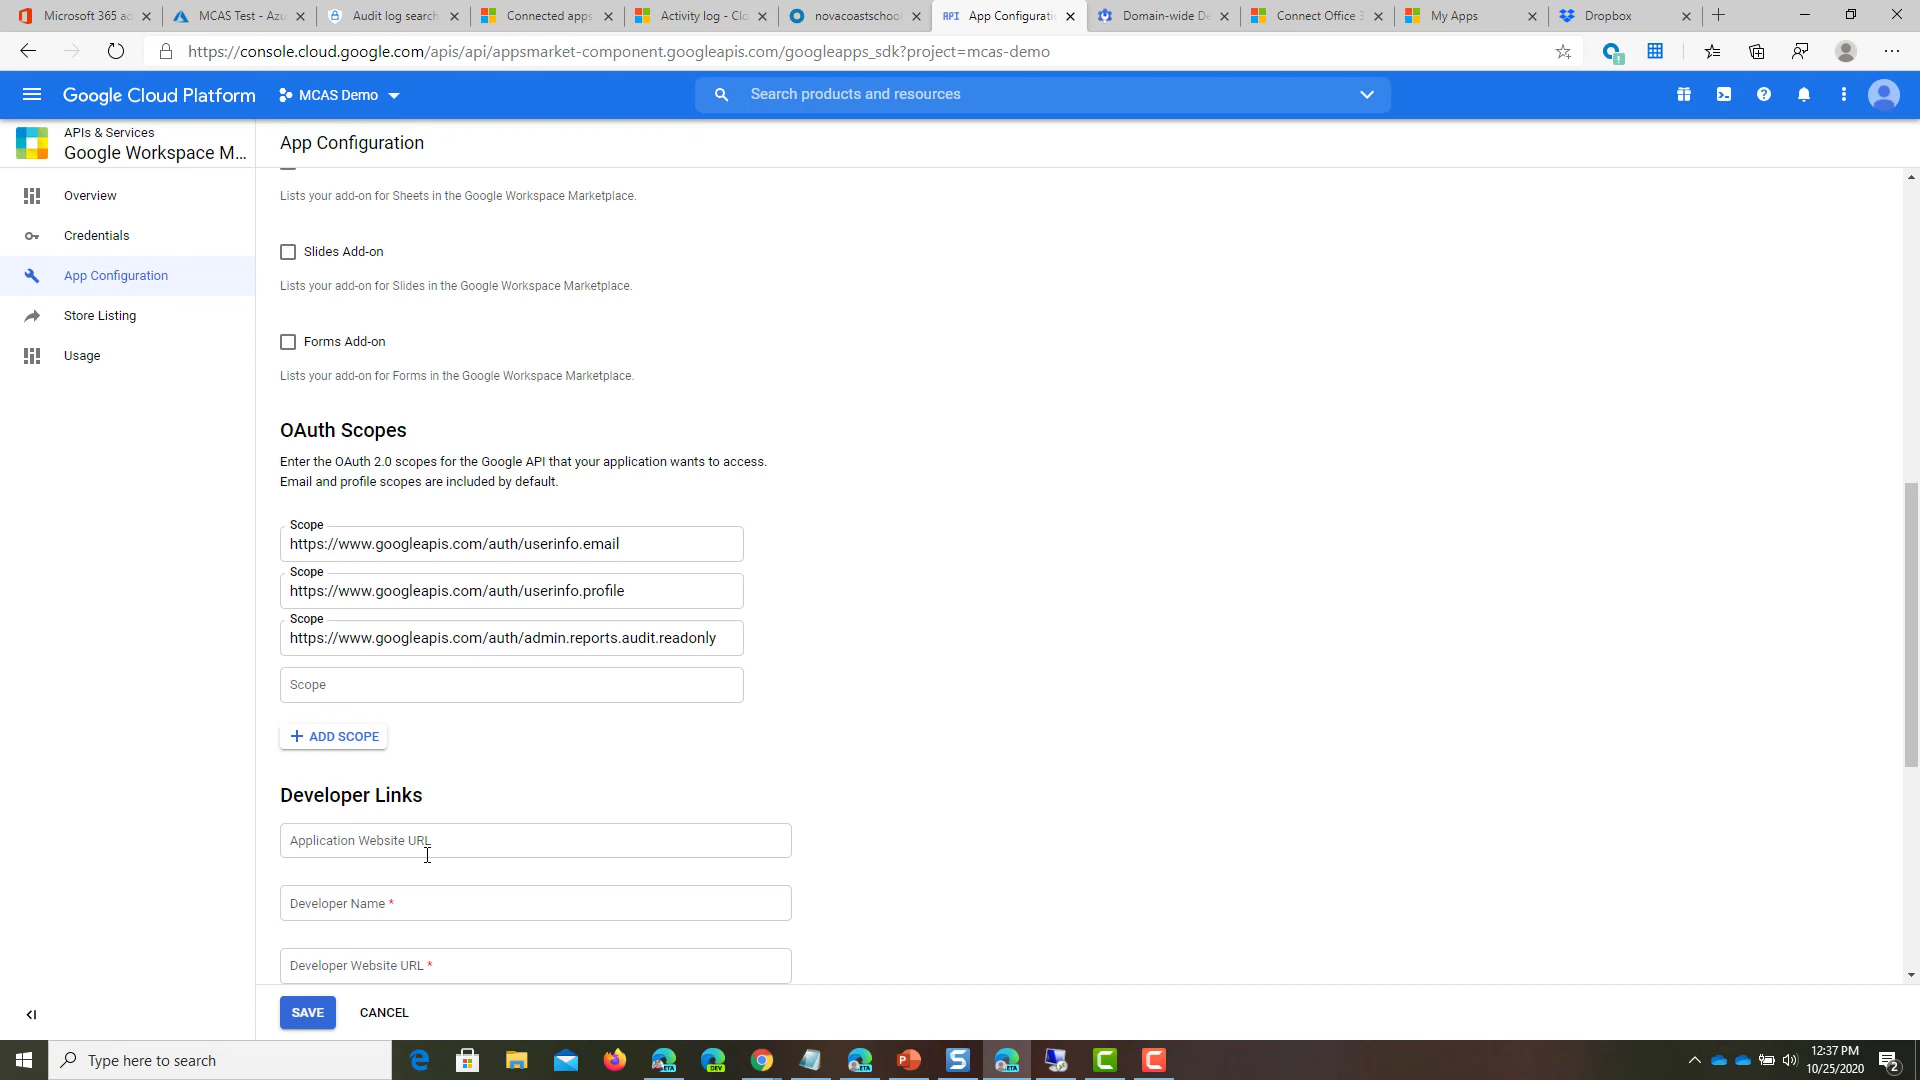 Microsoft 365 ac
MCAS Test - Azu
Audit log search
Connected apps
Activity log - Clo
novacoastschool
API App Configuratio
Domain-wide De
Connect Office 3
My Apps
Dropbox
https://console.cloud.google.com/apis/api/appsmarket-component.googleapis.com/googleapps_sdk?project=mcas-demo
Google Cloud Platform
MCAS Demo
Search products and resources
APIs & Services
Google Workspace M...
App Configuration
Overview
Credentials
App Configuration
Store Listing
Usage
Lists your add-on for Sheets in the Google Workspace Marketplace.
Slides Add-on
Lists your add-on for Slides in the Google Workspace Marketplace.
Forms Add-on
Lists your add-on for Forms in the Google Workspace Marketplace.
OAuth Scopes
Enter the OAuth 2.0 scopes for the Google API that your application wants to access.
Email and profile scopes are included by default.
Scope
https://www.googleapis.com/auth/userinfo.email
Scope
https://www.googleapis.com/auth/userinfo.profile
Scope
https://www.googleapis.com/auth/admin.reports.audit.readonly
Scope
+ ADD SCOPE
Developer Links
Application Website URL
Developer Name *
Developer Website URL *
SAVE
CANCEL
Type here to search
BETA
DEV
BETA
BETA
12:37 PM
10/25/2020
2